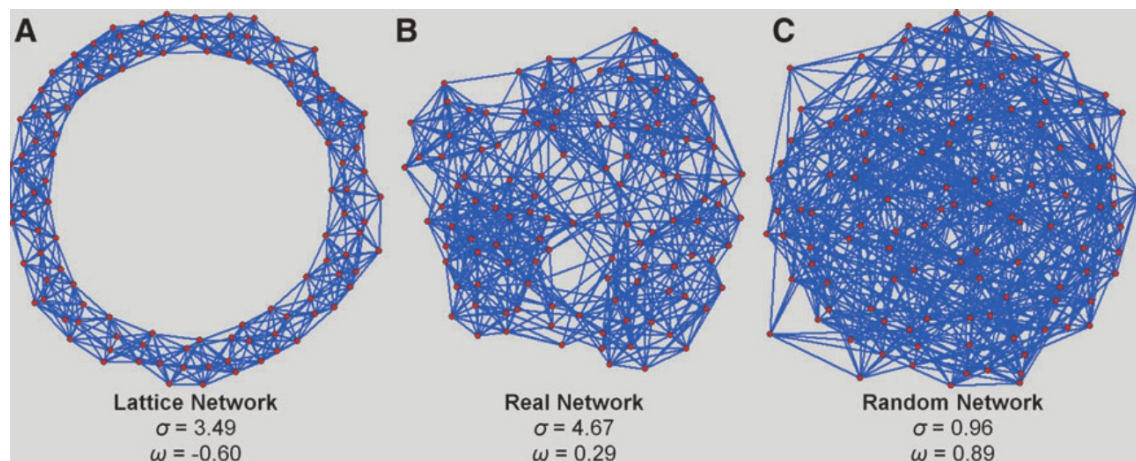 A
B
C
Lattice Network
σ = 3.49
ω = -0.60
Real Network
σ = 4.67
ω = 0.29
Random Network
σ = 0.96
ω = 0.89